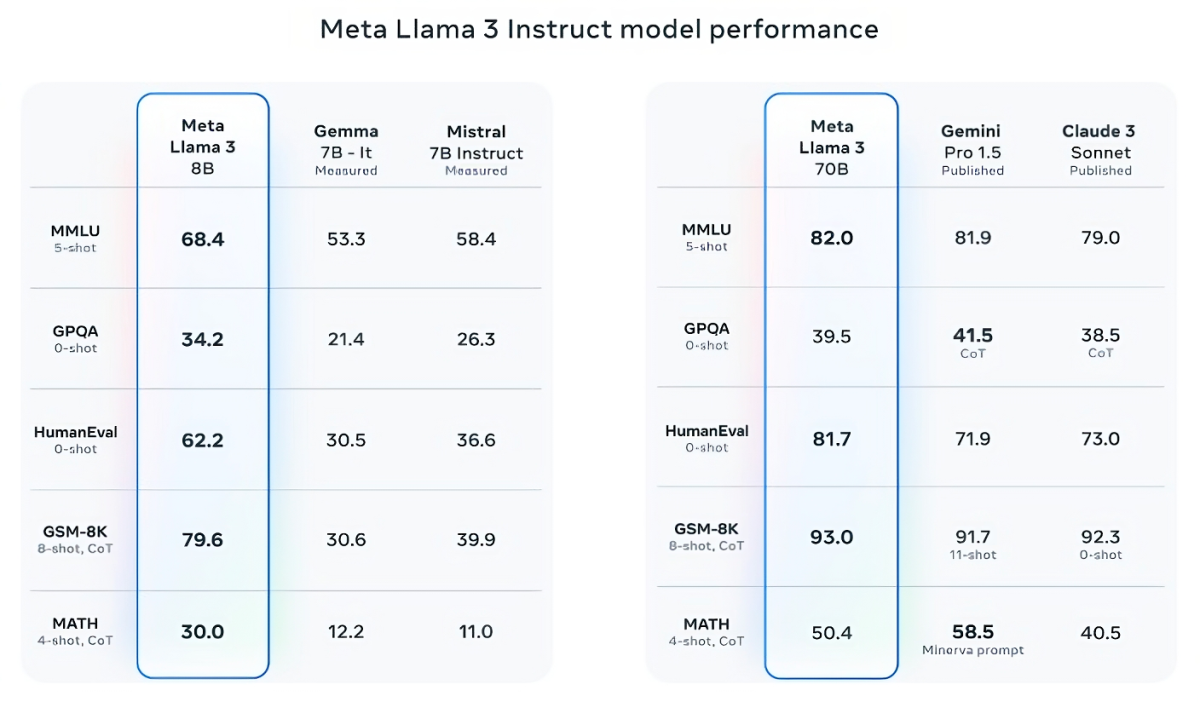 Meta Llama 3 Instruct model performance
Meta
Llama 3
8B
Gemma
7B - It
Measured
Mistral
7B Instruct
Measured
MMLU
5-shot
68.4
53.3
58.4
GPQA
0-shot
34.2
21.4
26.3
HumanEval
0-shot
62.2
30.5
36.6
GSM-8K
8-shot, CoT
79.6
30.6
39.9
MATH
4-shot, CoT
30.0
12.2
11.0
Meta
Llama 3
70B
Gemini
Pro 1.5
Published
Claude 3
Sonnet
Published
MMLU
5-shot
82.0
81.9
79.0
GPQA
0-shot
39.5
41.5
CoT
38.5
CoT
HumanEval
0-shot
81.7
71.9
73.0
GSM-8K
8-shot, CoT
93.0
91.7
11-shot
92.3
0-shot
MATH
4-shot, CoT
50.4
58.5
Minerva prompt
40.5